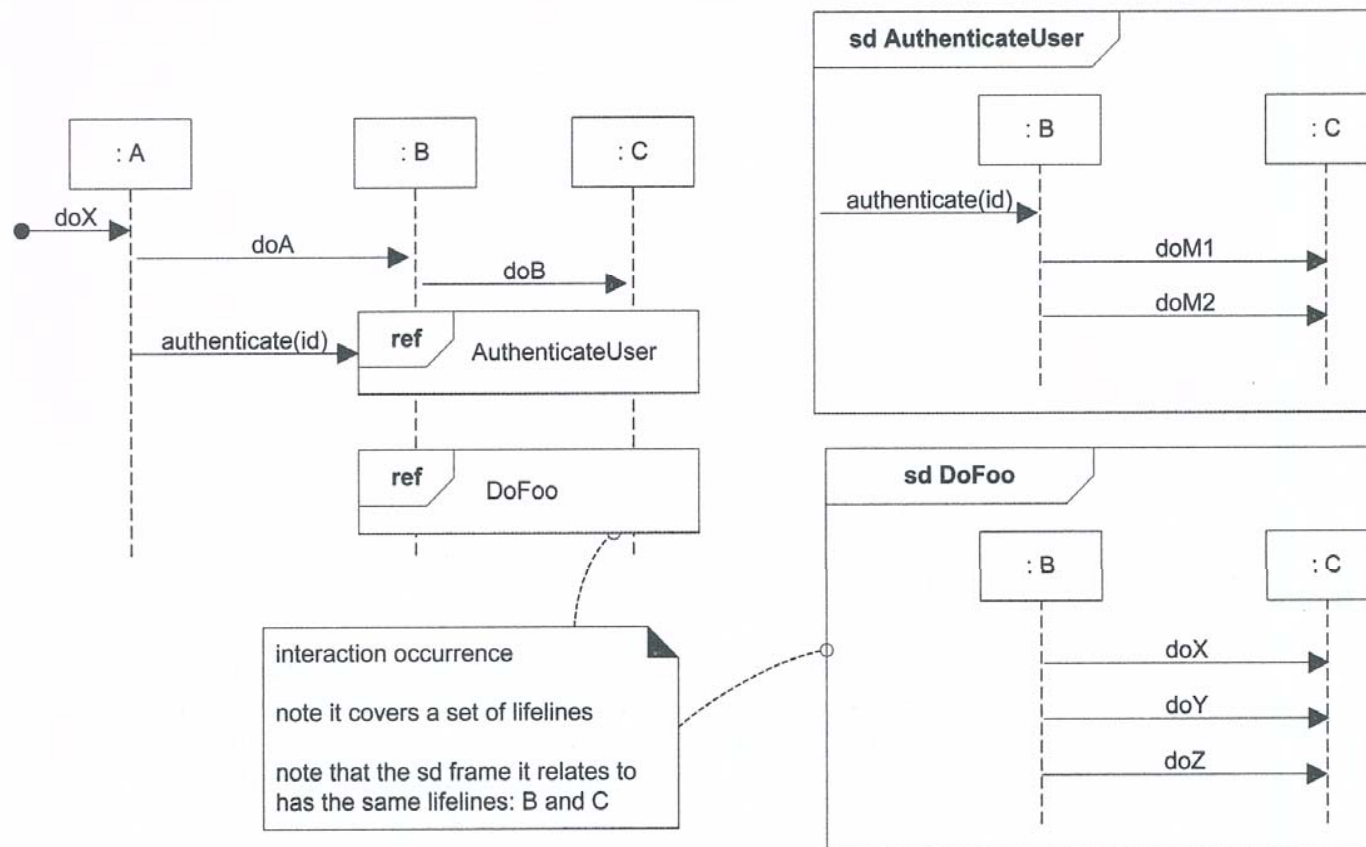 : A
: B
: C
doX
doA
doB
authenticate(id)
ref
AuthenticateUser
ref
DoFoo
interaction occurrence
note it covers a set of lifelines
note that the sd frame it relates to
has the same lifelines: B and C
sd AuthenticateUser
: B
: C
authenticate(id)
doM1
doM2
sd DoFoo
: B
: C
doX
doY
doZ